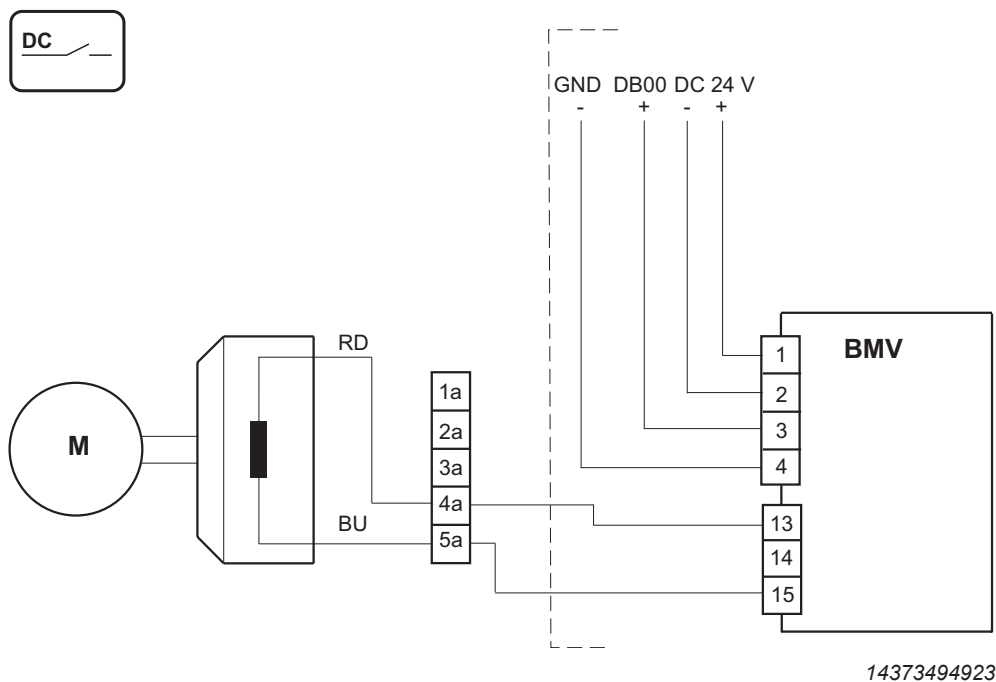 DC
GND DB00 DC 24 V
- + - +
RD
BU
M
1a
2a
3a
4a
5a
BMV
1
2
3
4
13
14
15
14373494923